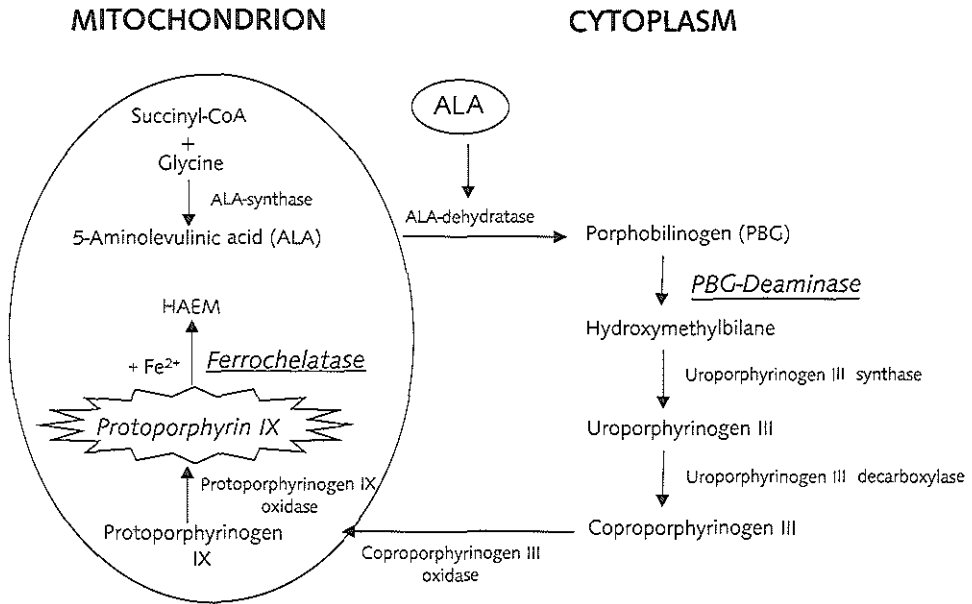 MITOCHONDRION
CYTOPLASM
Succinyl-CoA
+
Glycine
ALA-synthase
5-Aminolevulinic acid (ALA)
ALA
ALA-dehydratase
Porphobilinogen (PBG)
PBG-Deaminase
Hydroxymethylbilane
Uroporphyrinogen III synthase
Uroporphyrinogen III
Uroporphyrinogen III decarboxylase
Coproporphyrinogen III
Coproporphyrinogen III
oxidase
HAEM
+ Fe²⁺
Ferrochelatase
Protoporphyrin IX
Protoporphyrinogen IX
oxidase
Protoporphyrinogen
IX